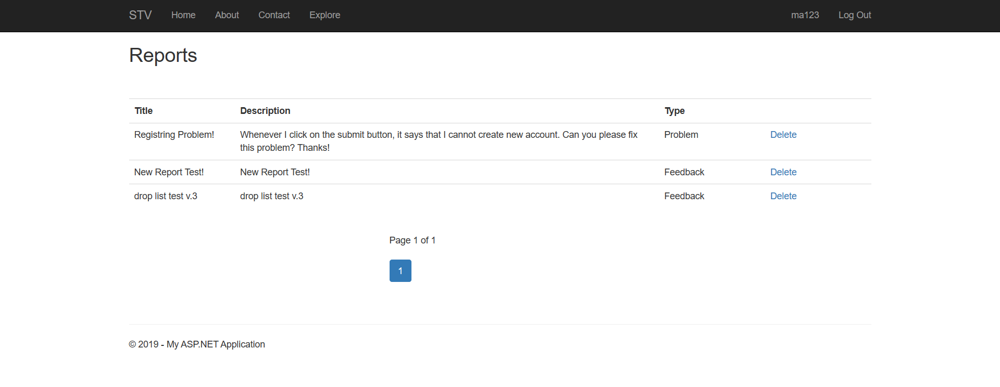 STV Home About Contact Explore ma123 Log Out
Reports
Title Description Type
Registring Problem! Whenever I click on the submit button, it says that I cannot create new account. Can you please fix Problem Delete
this problem? Thanks!
New Report Test! New Report Test! Feedback Delete
drop list test v.3 drop list test v.3 Feedback Delete
Page 1 of 1
1
© 2019 - My ASP.NET Application